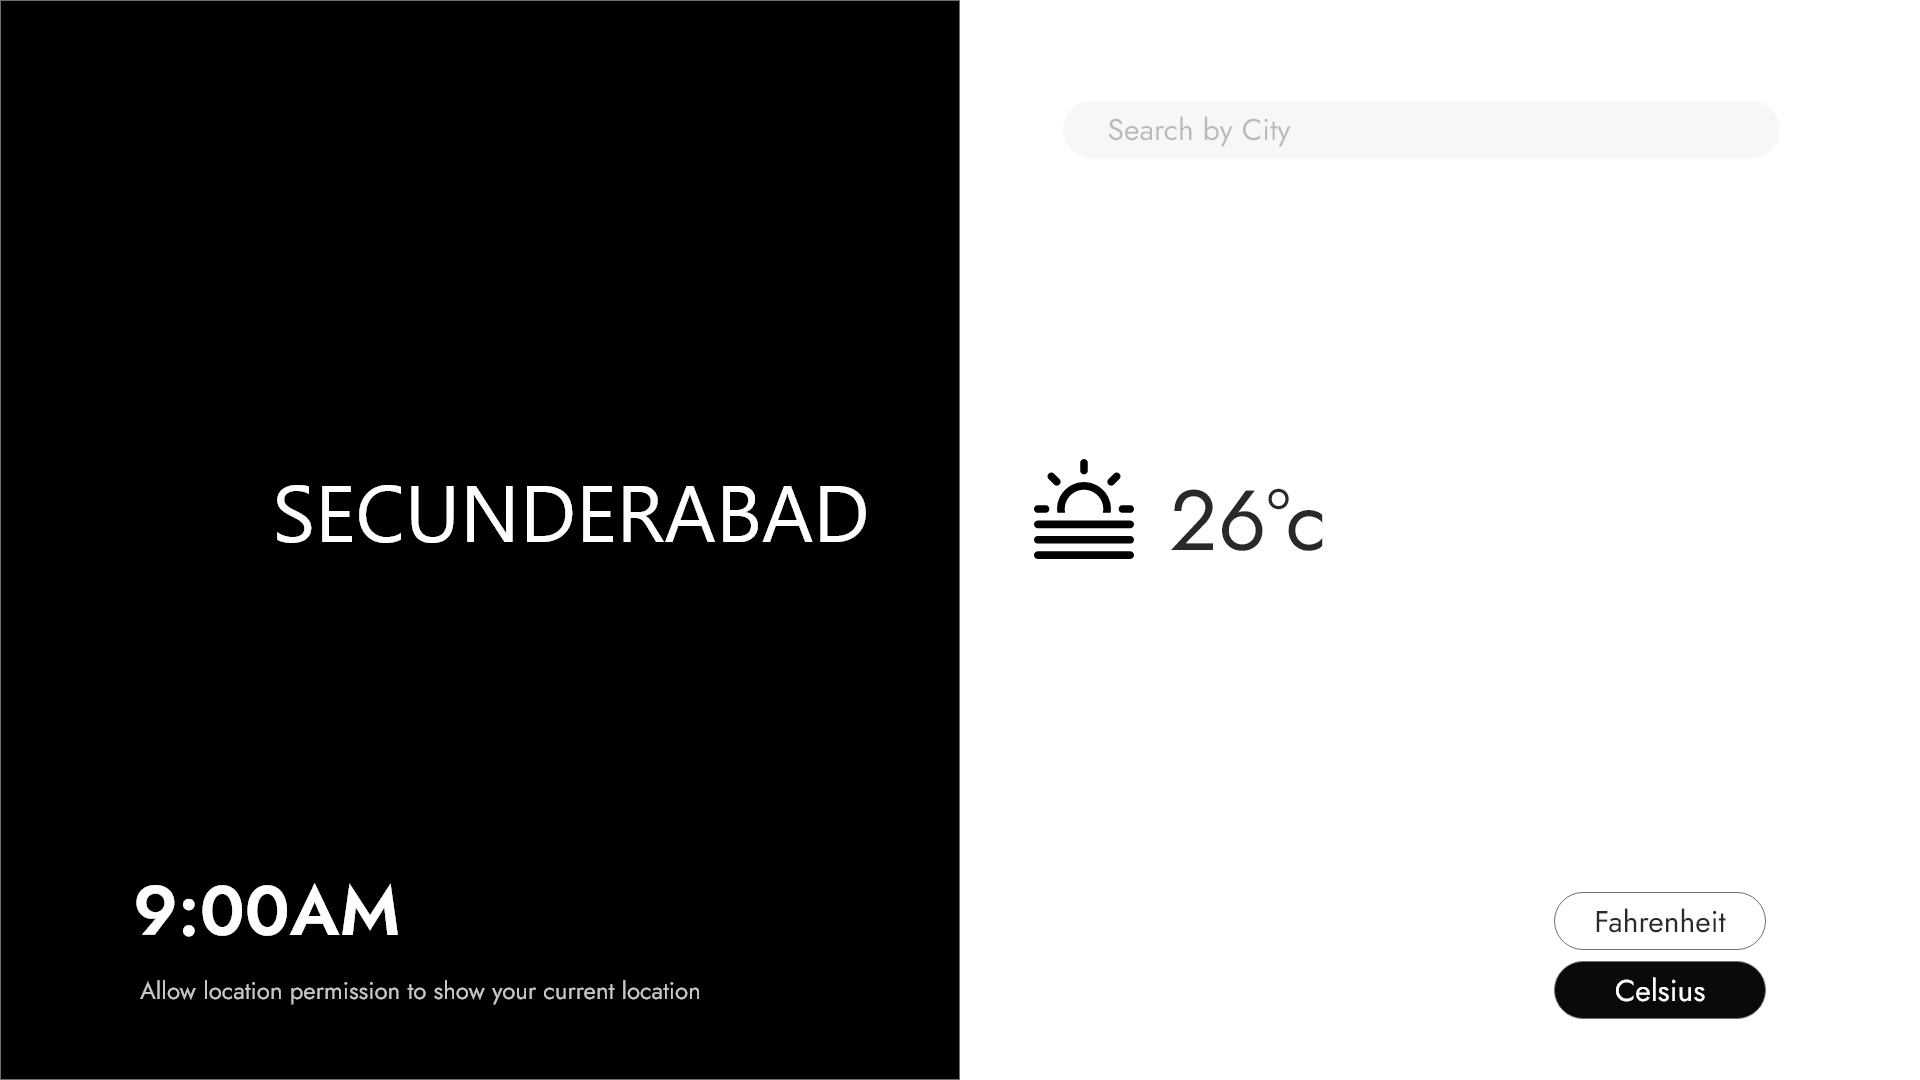 SECUNDERABAD
9:00AM
Allow location permission to show your current location
Search by City
26°c
Fahrenheit
Celsius